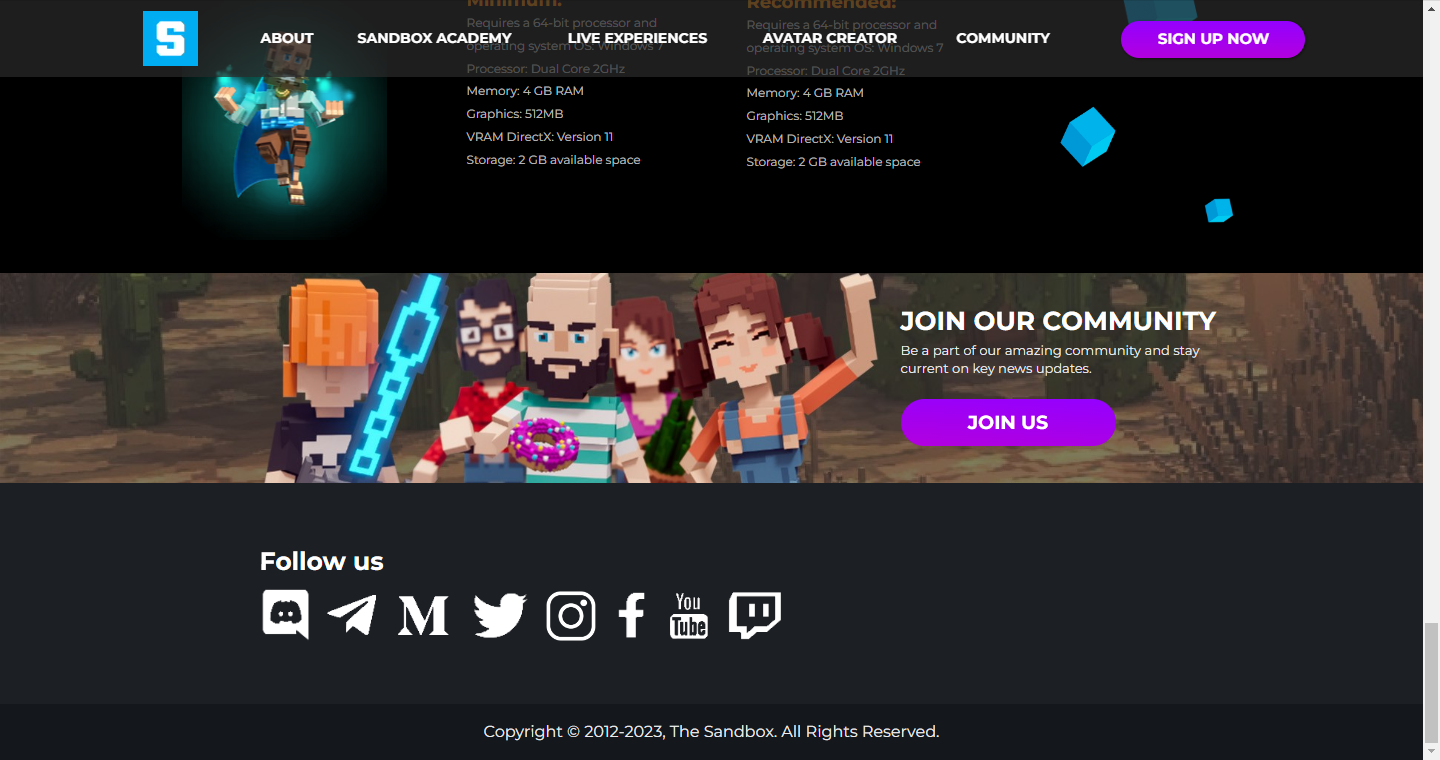 S
ABOUT
SANDBOX ACADEMY
LIVE EXPERIENCES
AVATAR CREATOR
COMMUNITY
SIGN UP NOW
Minimum:
Requires a 64-bit processor and
operating system OS: Windows 7
Processor: Dual Core 2GHz
Memory: 4 GB RAM
Graphics: 512MB
VRAM DirectX: Version 11
Storage: 2 GB available space
Recommended:
Requires a 64-bit processor and
operating system OS: Windows 7
Processor: Dual Core 2GHz
Memory: 4 GB RAM
Graphics: 512MB
VRAM DirectX: Version 11
Storage: 2 GB available space
JOIN OUR COMMUNITY
Be a part of our amazing community and stay
current on key news updates.
JOIN US
Follow us
You
Tube
Copyright © 2012-2023, The Sandbox. All Rights Reserved.